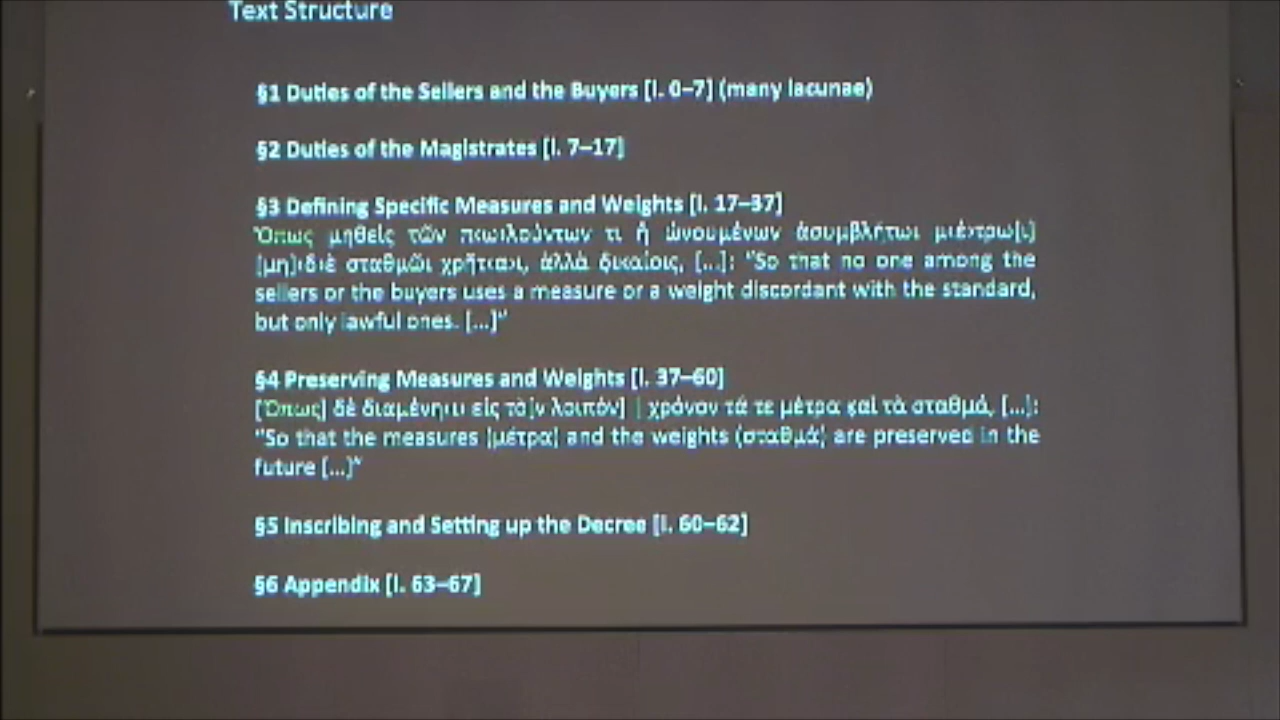 Text Structure
§1 Duties of the Sellers and the Buyers [l. 0–7] (many lacunae)
§2 Duties of the Magistrates [l. 7–17]
§3 Defining Specific Measures and Weights [l. 17–37]
Ὅπως μηθεὶς τῶν πωλούντων τι ἢ ὠνουμένων ἀσυμβλήτωι μέτρω[ι]
[μη]δὲ σταθμῶι χρῆται, ἀλλὰ δικαίοις, [...]: "So that no one among the
sellers or the buyers uses a measure or a weight discordant with the standard,
but only lawful ones. [...]"
§4 Preserving Measures and Weights [l. 37–60]
[Ὅπως] δὲ διαμένηι εἰς τὸ[ν λοιπὸν] | χρόνον τά τε μέτρα καὶ τὰ σταθμά, [...]:
"So that the measures (μέτρα) and the weights (σταθμά) are preserved in the
future [...]"
§5 Inscribing and Setting up the Decree [l. 60–62]
§6 Appendix [l. 63–67]